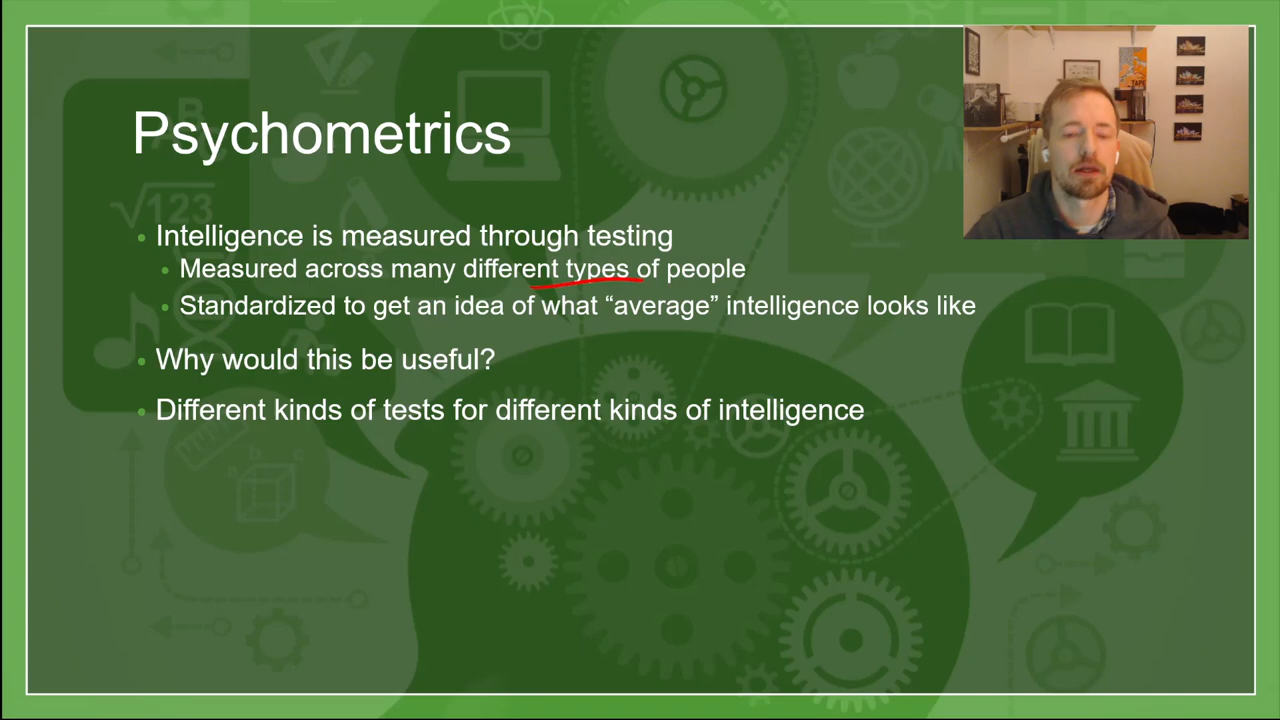 Psychometrics
Intelligence is measured through testing
Measured across many different types of people
Standardized to get an idea of what “average” intelligence looks like
Why would this be useful?
Different kinds of tests for different kinds of intelligence
√123
a b c